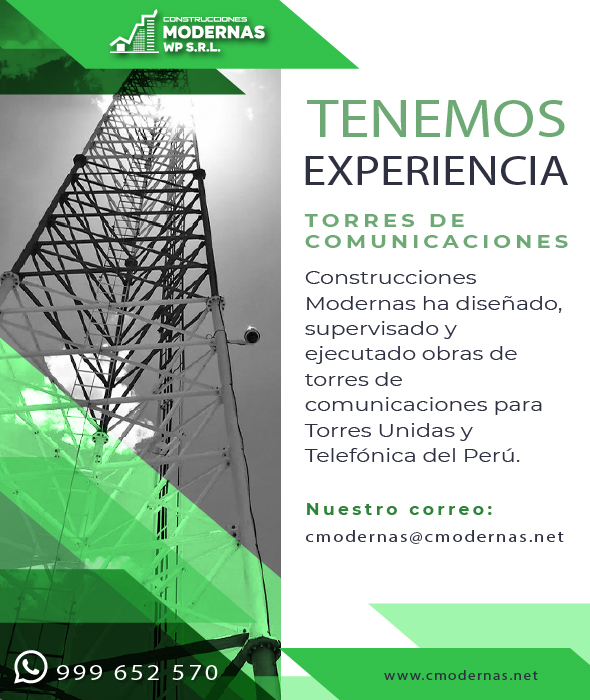 CONSTRUCCIONES
MODERNAS
WP S.R.L.
TENEMOS
EXPERIENCIA
TORRES DE
COMUNICACIONES
Construcciones
Modernas ha diseñado,
supervisado y
ejecutado obras de
torres de
comunicaciones para
Torres Unidas y
Telefónica del Perú.
Nuestro correo:
cmodernas@cmodernas.net
999 652 570
www.cmodernas.net